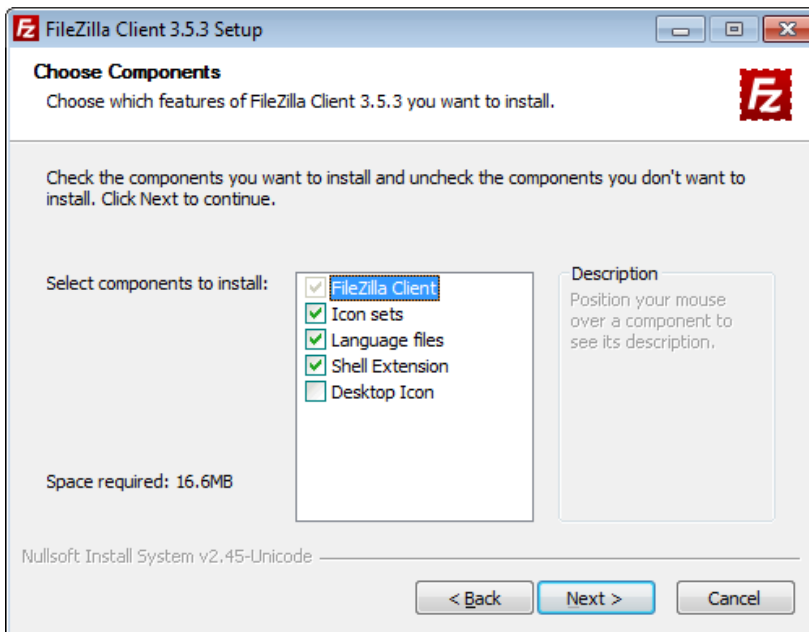 FileZilla Client 3.5.3 Setup
Choose Components
Choose which features of FileZilla Client 3.5.3 you want to install.
Fz
Check the components you want to install and uncheck the components you don't want to
install. Click Next to continue.
Select components to install:
FileZilla Client
Icon sets
Language files
Shell Extension
Desktop Icon
Description
Position your mouse
over a component to
see its description.
Space required: 16.6MB
Nullsoft Install System v2.45-Unicode
< Back
Next >
Cancel